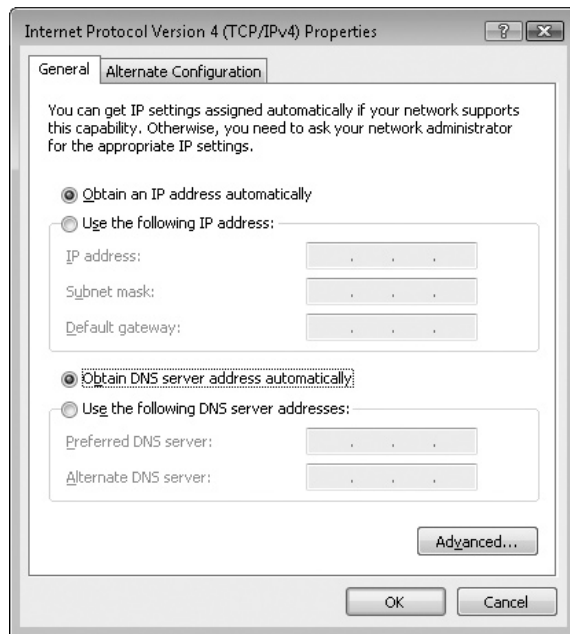 Internet Protocol Version 4 (TCP/IPv4) Properties
General
Alternate Configuration
You can get IP settings assigned automatically if your network supports
this capability. Otherwise, you need to ask your network administrator
for the appropriate IP settings.
Obtain an IP address automatically
Use the following IP address:
IP address:
Subnet mask:
Default gateway:
Obtain DNS server address automatically
Use the following DNS server addresses:
Preferred DNS server:
Alternate DNS server:
Advanced...
OK
Cancel